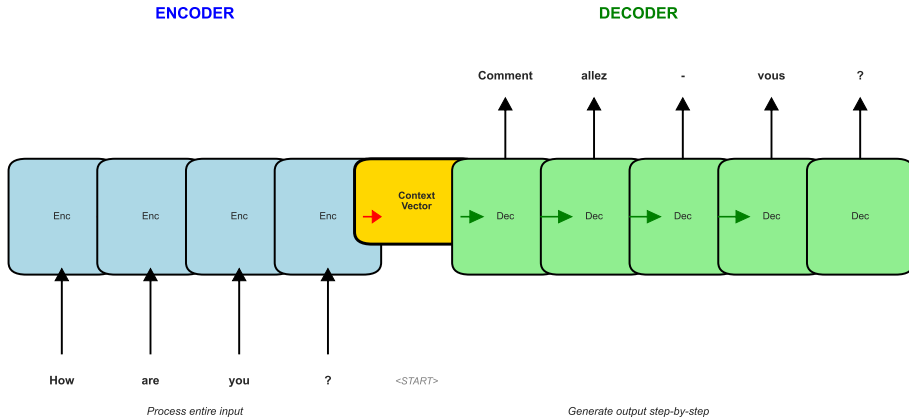 ENCODER
DECODER
Comment allez - vous ?
Enc Enc Enc Enc
Context
Vector
Dec Dec Dec Dec Dec
How are you ? <START>
Process entire input
Generate output step-by-step